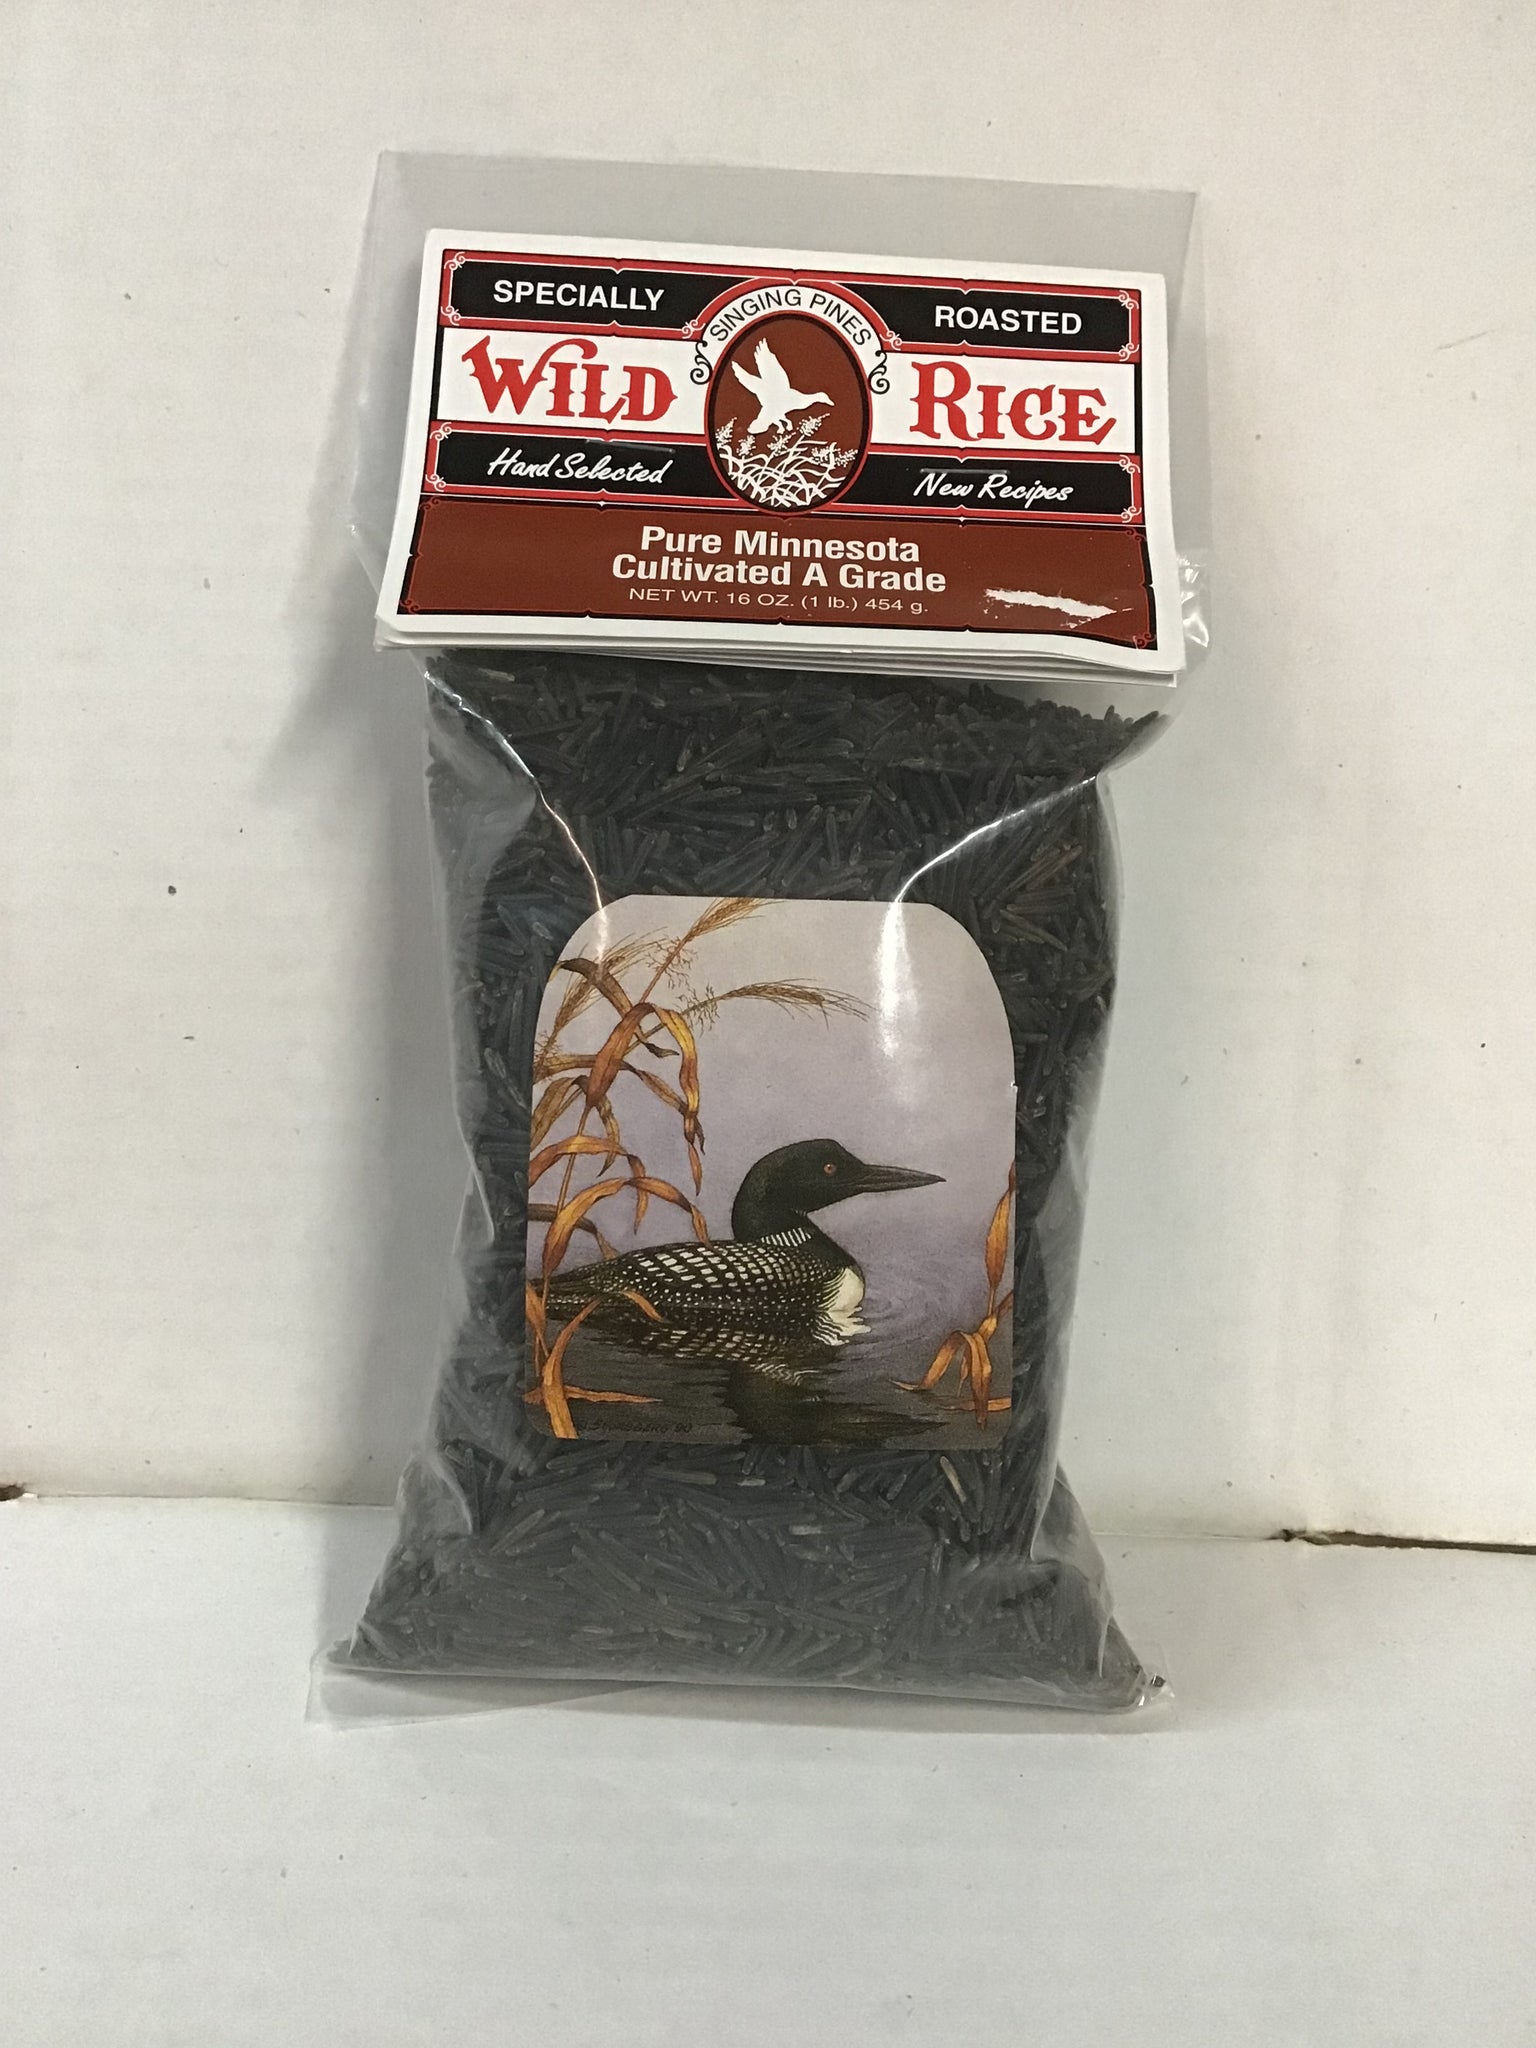 SPECIALLY
SINGING PINES
ROASTED
WILD
RICE
Hand Selected
New Recipes
Pure Minnesota
Cultivated A Grade
NET WT. 16 OZ. (1 lb.) 454 g.